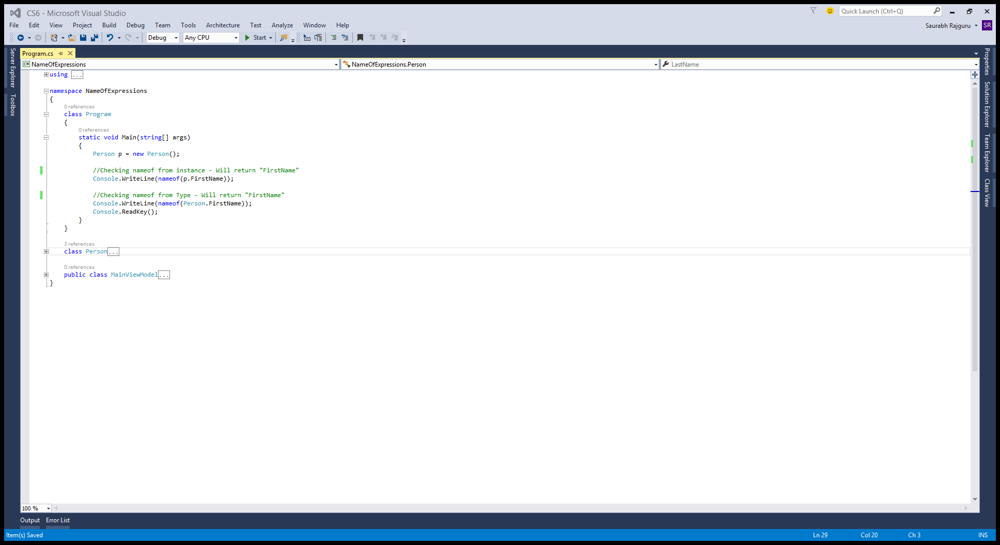 CS6 - Microsoft Visual Studio
Quick Launch (Ctrl+Q)
File Edit View Project Build Debug Team Tools Architecture Test Analyze Window Help
Saurabh Rajguru SR
Debug Any CPU Start
Program.cs
C# NameOfExpressions NameOfExpressions.Person LastName
Server Explorer
Toolbox
using ...
namespace NameOfExpressions
{
0 references
class Program
{
0 references
static void Main(string[] args)
{
Person p = new Person();
//Checking nameof from instance - Will return "FirstName"
Console.WriteLine(nameof(p.FirstName));
//Checking nameof from Type - Will return "FirstName"
Console.WriteLine(nameof(Person.FirstName));
Console.ReadKey();
}
}
3 references
class Person...
0 references
public class MainViewModel...
}
Properties
Solution Explorer
Team Explorer
Class View
100 %
Output Error List
Item(s) Saved Ln 29 Col 20 Ch 3 INS